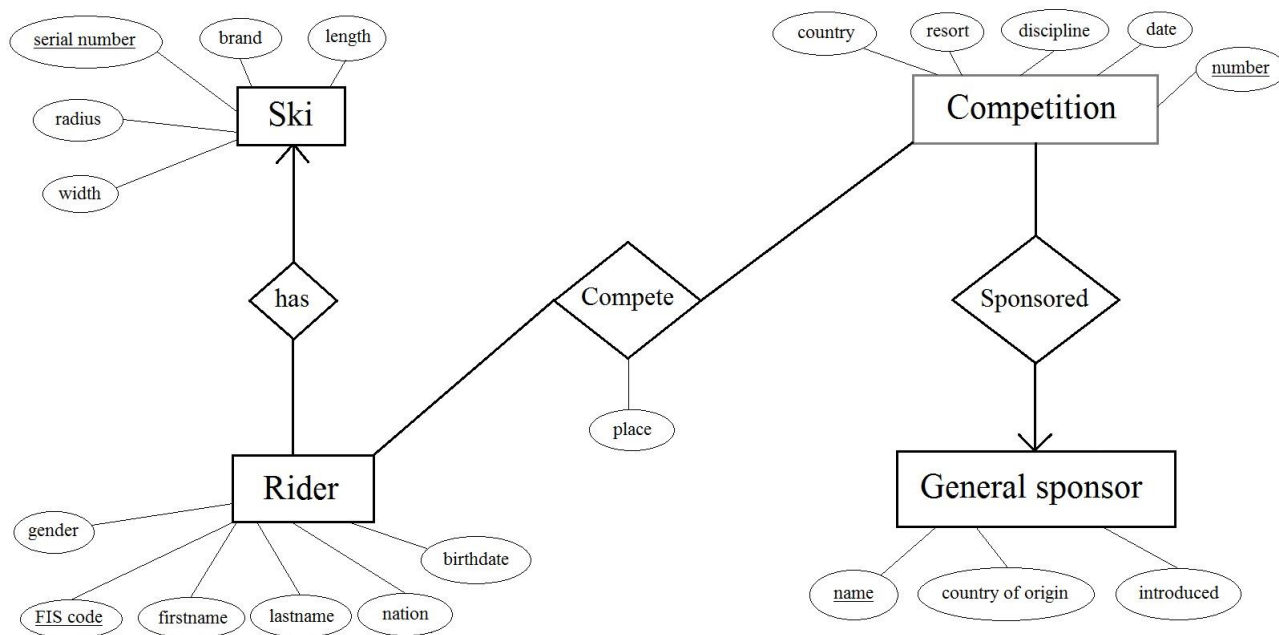 serial number
brand
length
country
resort
discipline
date
number
Ski
Competition
radius
width
has
Compete
Sponsored
place
Rider
General sponsor
gender
birthdate
FIS code
firstname
lastname
nation
name
country of origin
introduced